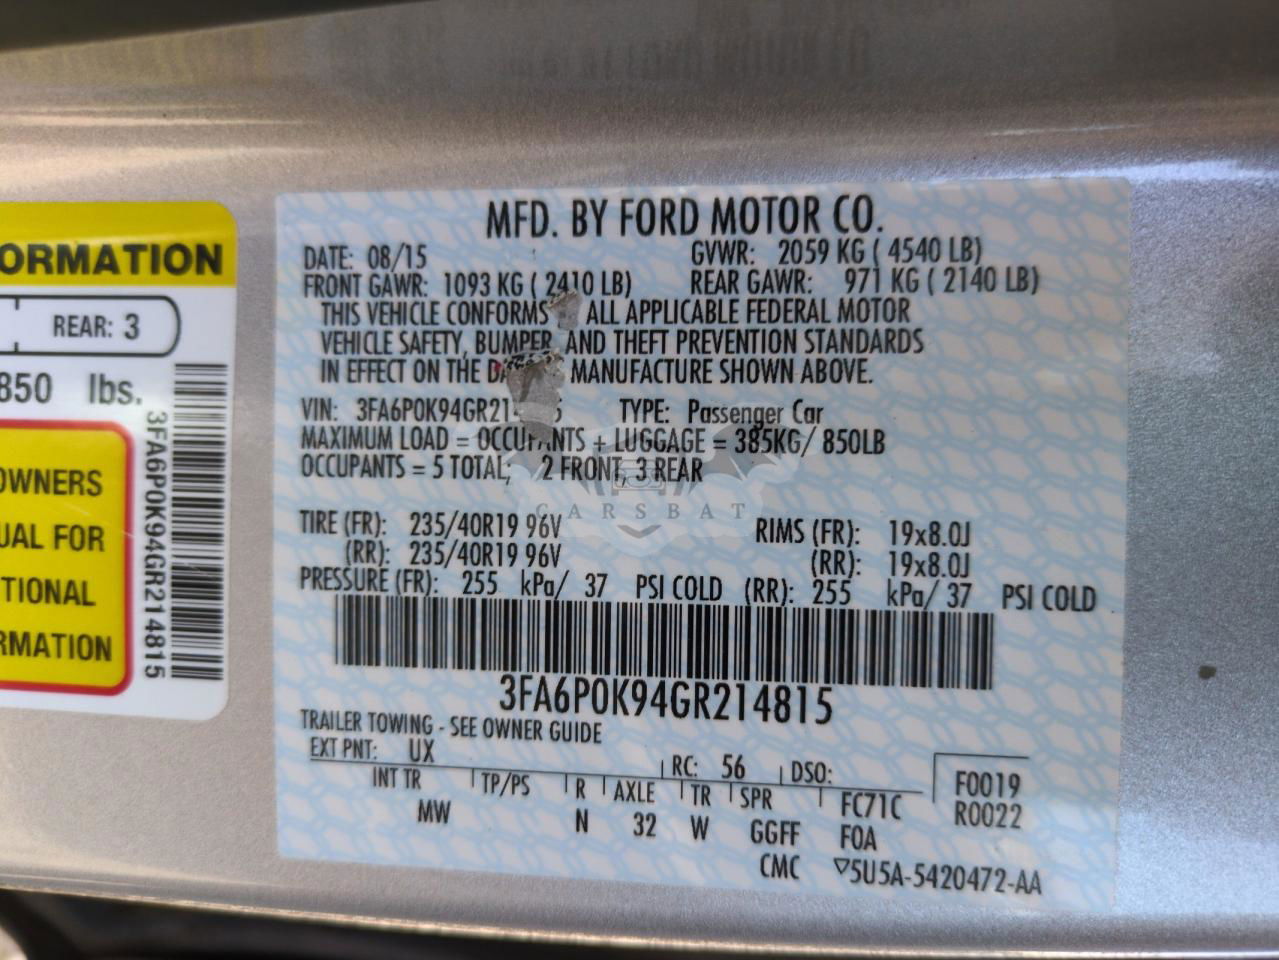 ORMATION
REAR: 3
850 lbs.
OWNERS
UAL FOR
TIONAL
RMATION
3FA6P0K94GR214815
MFD. BY FORD MOTOR CO.
DATE: 08/15 GVWR: 2059 KG ( 4540 LB)
FRONT GAWR: 1093 KG ( 2410 LB) REAR GAWR: 971 KG ( 2140 LB)
THIS VEHICLE CONFORMS ALL APPLICABLE FEDERAL MOTOR
VEHICLE SAFETY, BUMPER, AND THEFT PREVENTION STANDARDS
IN EFFECT ON THE MANUFACTURE SHOWN ABOVE.
VIN: 3FA6P0K94GR214 5 TYPE: Passenger Car
MAXIMUM LOAD = OCCUPANTS + LUGGAGE = 385KG/ 850LB
OCCUPANTS = 5 TOTAL; 2 FRONT, 3 REAR
CARSBAT
TIRE (FR): 235/40R19 96V RIMS (FR): 19x8.0J
(RR): 235/40R19 96V (RR): 19x8.0J
PRESSURE (FR): 255 kPa/ 37 PSI COLD (RR): 255 kPa/ 37 PSI COLD
3FA6P0K94GR214815
TRAILER TOWING - SEE OWNER GUIDE
EXT PNT: UX RC: 56 DSO: F0019
INT TR TP/PS R AXLE TR SPR FC71C R0022
MW N 32 W GGFF FOA
CMC ▽5U5A-5420472-AA